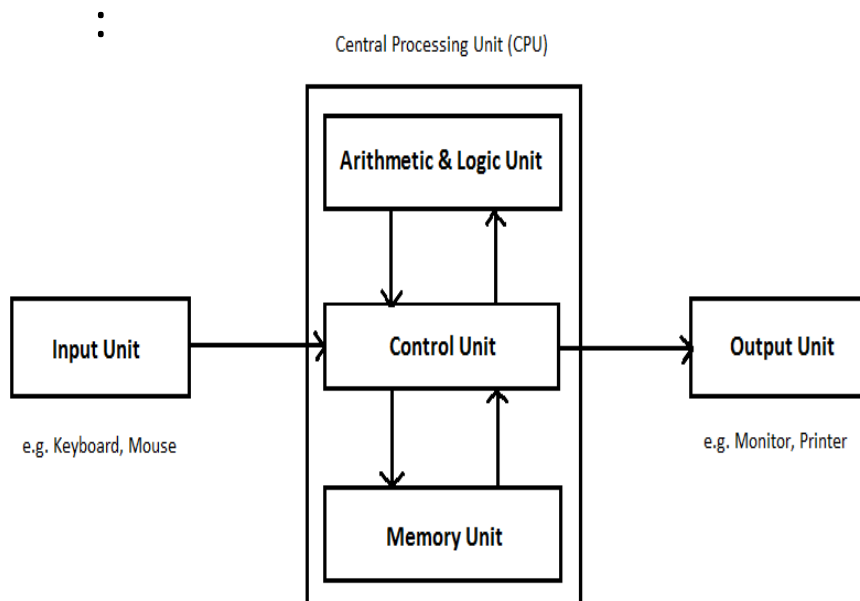 :
Central Processing Unit (CPU)
Arithmetic & Logic Unit
Input Unit
Control Unit
Output Unit
e.g. Keyboard, Mouse
e.g. Monitor, Printer
Memory Unit